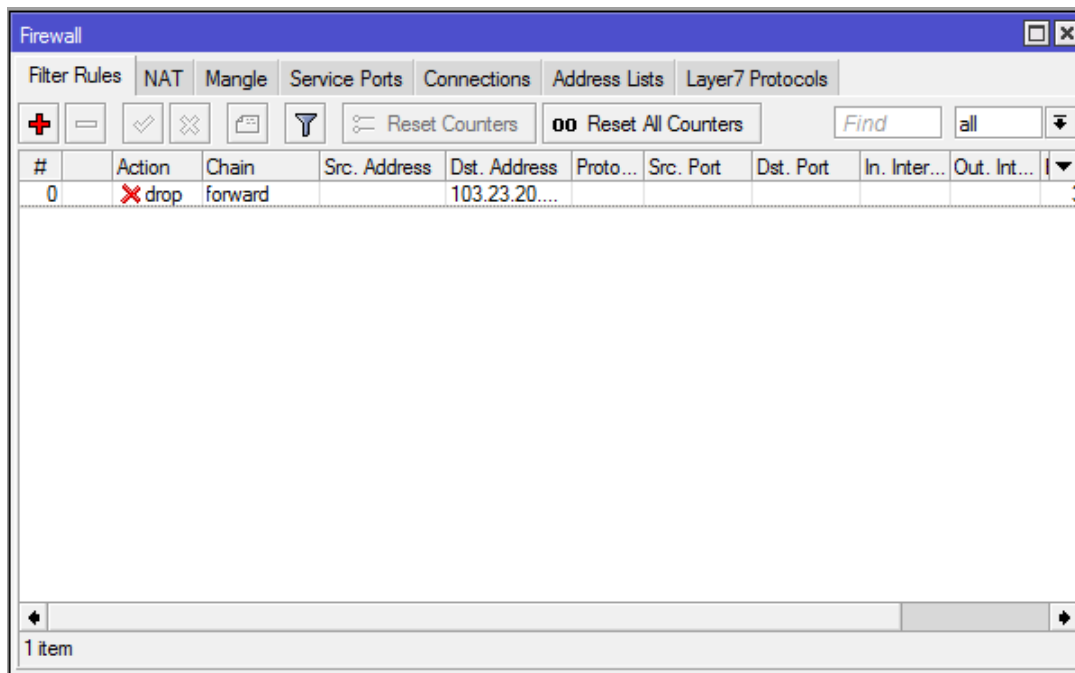 Firewall
Filter Rules NAT Mangle Service Ports Connections Address Lists Layer7 Protocols
Reset Counters 00 Reset All Counters Find all
# Action Chain Src. Address Dst. Address Proto... Src. Port Dst. Port In. Inter... Out. Int...
0 drop forward 103.23.20....
1 item